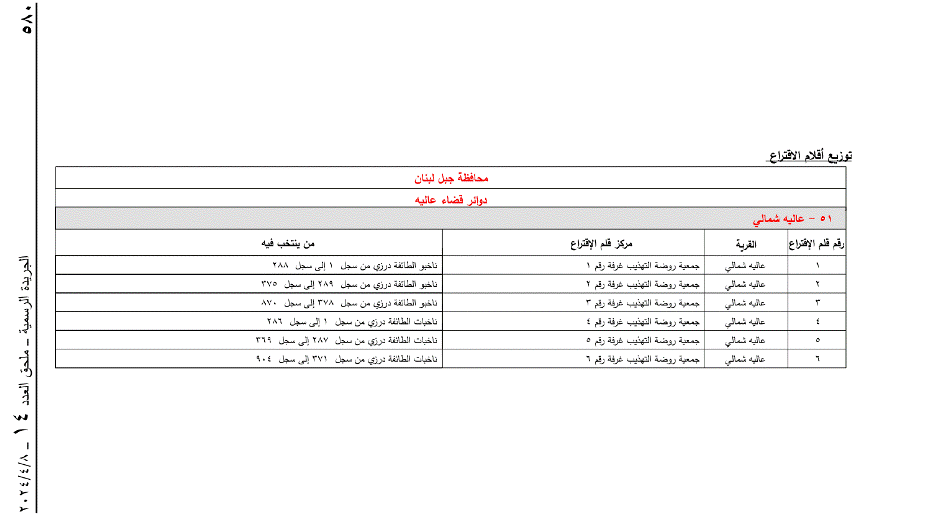 ٥٨٠
الجريدة الرسمية – ملحق العدد ١٤ – ٢٠٢٤/٤/٨
توزيع أقلام الاقتراع
محافظة جبل لبنان
دوائر قضاء عاليه
٥١ - عاليه شمالي
رقم قلم الإقتراع القرية مركز قلم الإقتراع من ينتخب فيه
١ عاليه شمالي جمعية روضة التهذيب غرفة رقم ١ ناخبو الطائفة درزي من سجل ١ إلى سجل ٢٨٨
٢ عاليه شمالي جمعية روضة التهذيب غرفة رقم ٢ ناخبو الطائفة درزي من سجل ٢٨٩ إلى سجل ٣٧٥
٣ عاليه شمالي جمعية روضة التهذيب غرفة رقم ٣ ناخبو الطائفة درزي من سجل ٣٧٨ إلى سجل ٨٧٠
٤ عاليه شمالي جمعية روضة التهذيب غرفة رقم ٤ ناخبات الطائفة درزي من سجل ١ إلى سجل ٢٨٦
٥ عاليه شمالي جمعية روضة التهذيب غرفة رقم ٥ ناخبات الطائفة درزي من سجل ٢٨٧ إلى سجل ٣٦٩
٦ عاليه شمالي جمعية روضة التهذيب غرفة رقم ٦ ناخبات الطائفة درزي من سجل ٣٧١ إلى سجل ٩٠٤